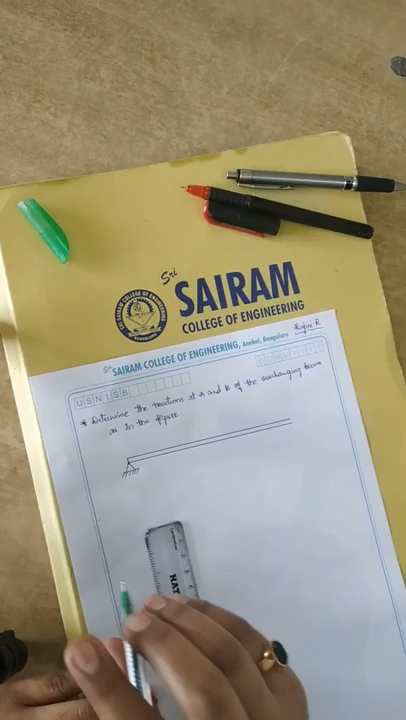 Sri
SAIRAM
COLLEGE OF ENGINEERING
Sri SAIRAM COLLEGE OF ENGINEERING, Anekal, Bengaluru
USN 1SB
* Determine the reactions at A and B of the overhanging beam
as in the figure